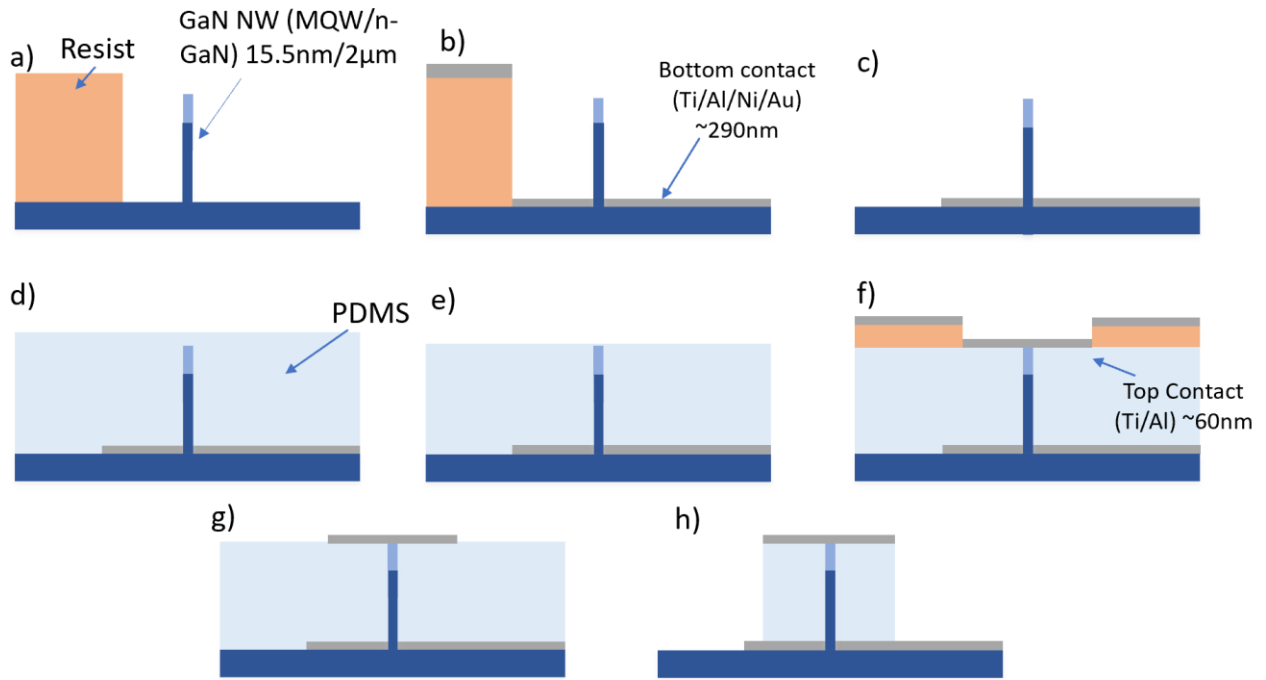 a)
Resist
GaN NW (MQW/n-
GaN) 15.5nm/2µm
b)
Bottom contact
(Ti/Al/Ni/Au)
~290nm
c)
d)
PDMS
e)
f)
Top Contact
(Ti/Al) ~60nm
g)
h)